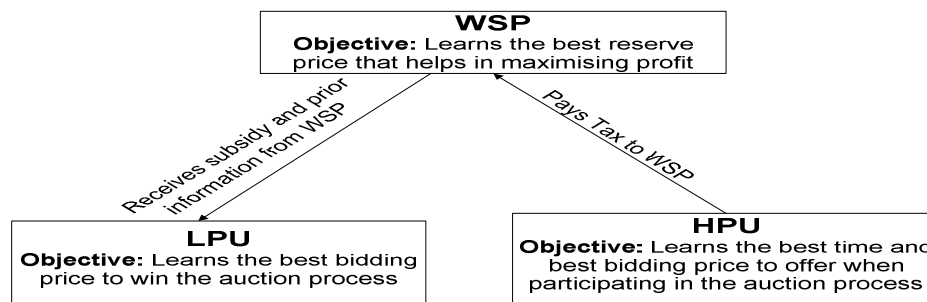 WSP
Objective: Learns the best reserve
price that helps in maximising profit
Receives subsidy and prior
information from WSP
Pays Tax to WSP
LPU
Objective: Learns the best bidding
price to win the auction process
HPU
Objective: Learns the best time and
best bidding price to offer when
participating in the auction process